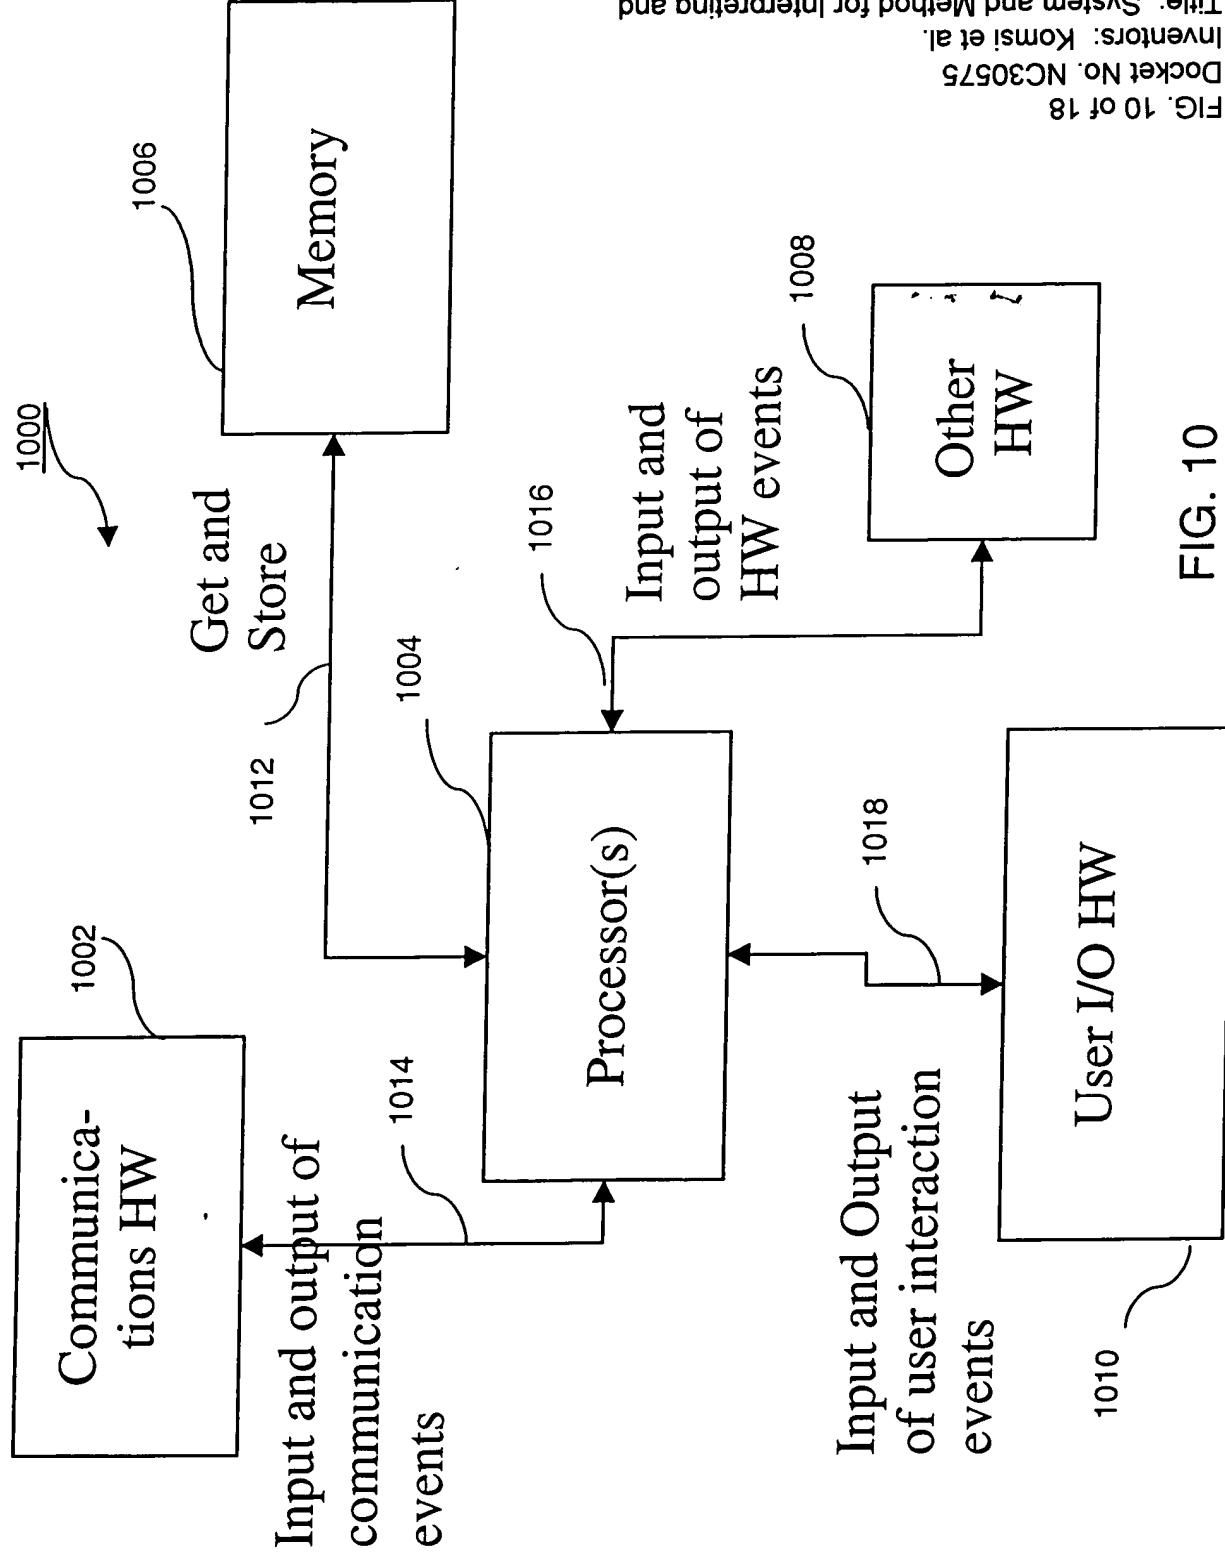 1000
Communica-
tions HW
1002
Input and output of
communication
events
1014
Get and
Store
1012
Memory
1006
Processor(s)
1004
1016
Input and
output of
HW events
Other
HW
1008
Input and Output
of user interaction
events
1018
User I/O HW
1010
FIG. 10
FIG. 10 of 18
Docket No. NC30575
Inventors: Komsi et al.
Title: System and Method for Interpreting and